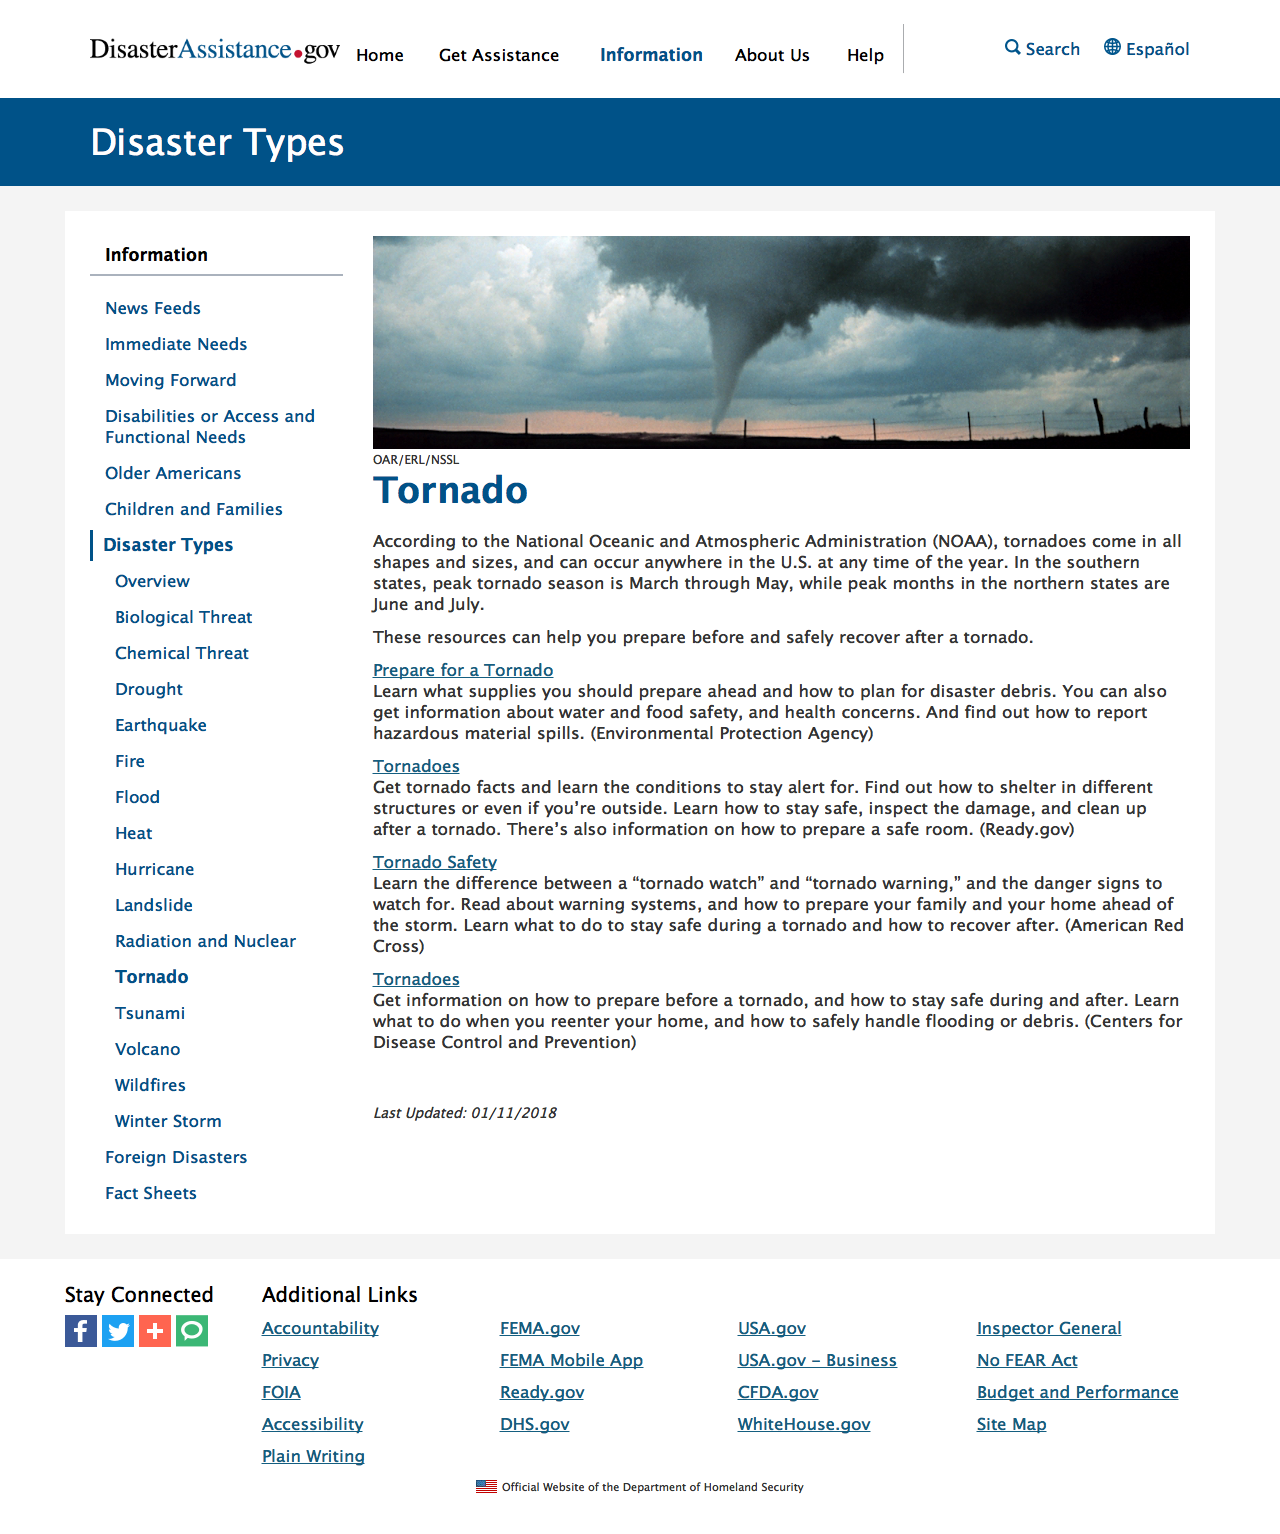 DisasterAssistance.gov
Home
Get Assistance
Information
About Us
Help
Search
Español
Disaster Types
Information
News Feeds
Immediate Needs
Moving Forward
Disabilities or Access and
Functional Needs
Older Americans
Children and Families
Disaster Types
Overview
Biological Threat
Chemical Threat
Drought
Earthquake
Fire
Flood
Heat
Hurricane
Landslide
Radiation and Nuclear
Tornado
Tsunami
Volcano
Wildfires
Winter Storm
Foreign Disasters
Fact Sheets
OAR/ERL/NSSL
Tornado
According to the National Oceanic and Atmospheric Administration (NOAA), tornadoes come in all
shapes and sizes, and can occur anywhere in the U.S. at any time of the year. In the southern
states, peak tornado season is March through May, while peak months in the northern states are
June and July.
These resources can help you prepare before and safely recover after a tornado.
Prepare for a Tornado
Learn what supplies you should prepare ahead and how to plan for disaster debris. You can also
get information about water and food safety, and health concerns. And find out how to report
hazardous material spills. (Environmental Protection Agency)
Tornadoes
Get tornado facts and learn the conditions to stay alert for. Find out how to shelter in different
structures or even if you’re outside. Learn how to stay safe, inspect the damage, and clean up
after a tornado. There’s also information on how to prepare a safe room. (Ready.gov)
Tornado Safety
Learn the difference between a “tornado watch” and “tornado warning,” and the danger signs to
watch for. Read about warning systems, and how to prepare your family and your home ahead of
the storm. Learn what to do to stay safe during a tornado and how to recover after. (American Red
Cross)
Tornadoes
Get information on how to prepare before a tornado, and how to stay safe during and after. Learn
what to do when you reenter your home, and how to safely handle flooding or debris. (Centers for
Disease Control and Prevention)
Last Updated: 01/11/2018
Stay Connected
Additional Links
Accountability
Privacy
FOIA
Accessibility
Plain Writing
FEMA.gov
FEMA Mobile App
Ready.gov
DHS.gov
USA.gov
USA.gov – Business
CFDA.gov
WhiteHouse.gov
Inspector General
No FEAR Act
Budget and Performance
Site Map
Official Website of the Department of Homeland Security